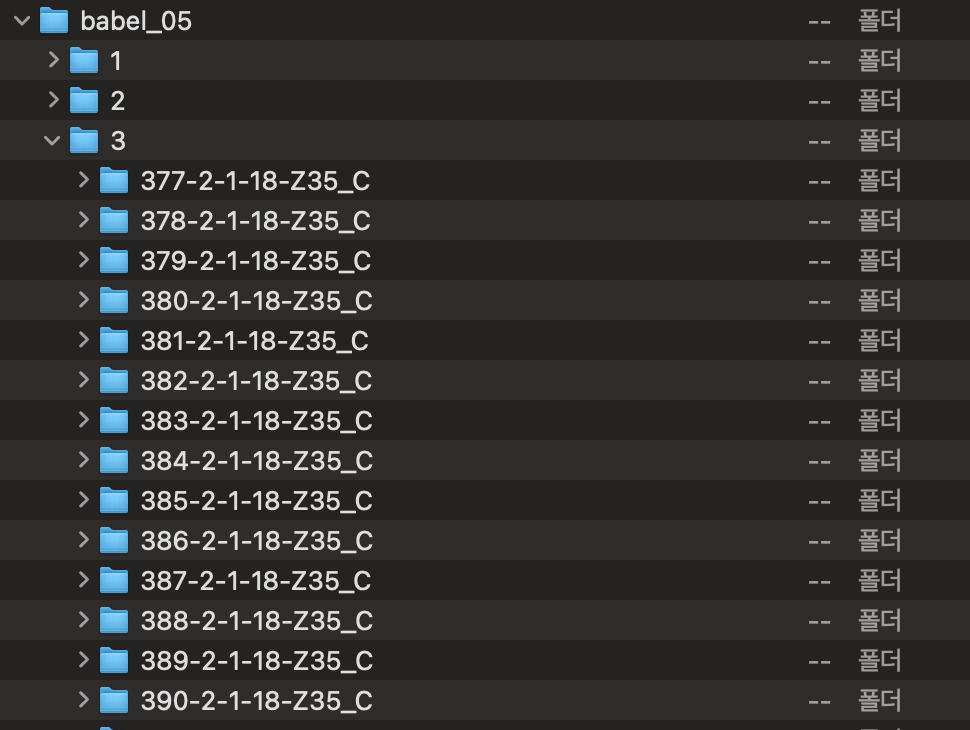 babel_05 -- 폴더
1 -- 폴더
2 -- 폴더
3 -- 폴더
377-2-1-18-Z35_C -- 폴더
378-2-1-18-Z35_C -- 폴더
379-2-1-18-Z35_C -- 폴더
380-2-1-18-Z35_C -- 폴더
381-2-1-18-Z35_C -- 폴더
382-2-1-18-Z35_C -- 폴더
383-2-1-18-Z35_C -- 폴더
384-2-1-18-Z35_C -- 폴더
385-2-1-18-Z35_C -- 폴더
386-2-1-18-Z35_C -- 폴더
387-2-1-18-Z35_C -- 폴더
388-2-1-18-Z35_C -- 폴더
389-2-1-18-Z35_C -- 폴더
390-2-1-18-Z35_C -- 폴더